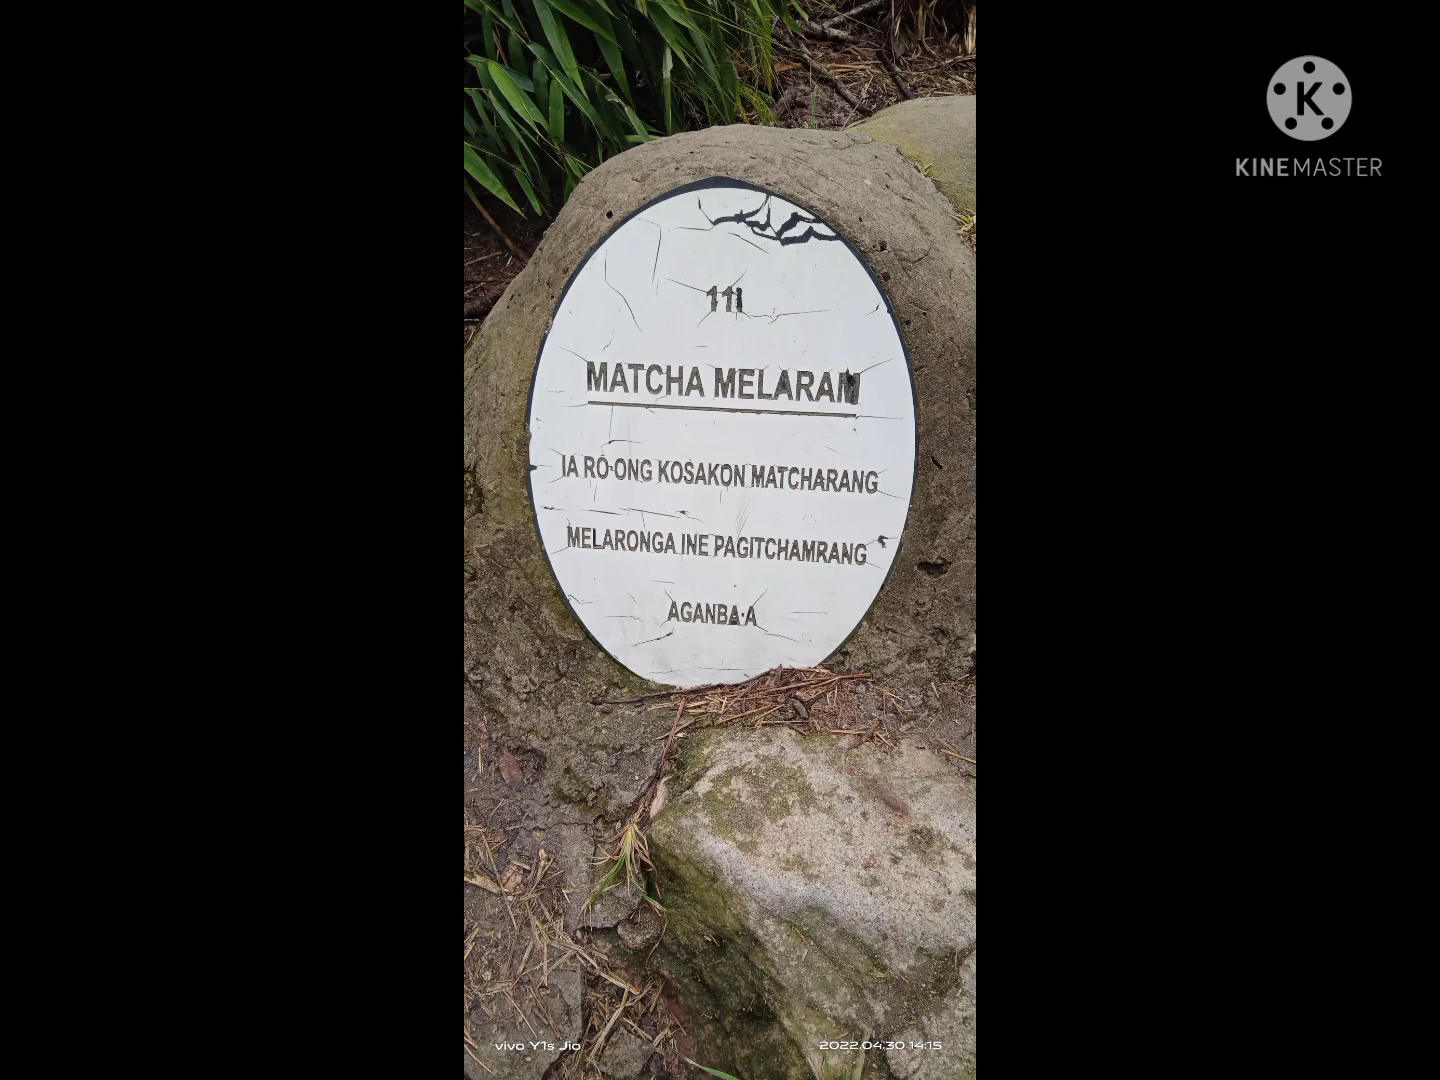 KINEMASTER
11I
MATCHA MELARAM
IA RO·ONG KOSAKON MATCHARANG
MELARONGA INE PAGITCHAMRANG
AGANBA·A
vivo Y1s Jio
2022.04.30 14:15